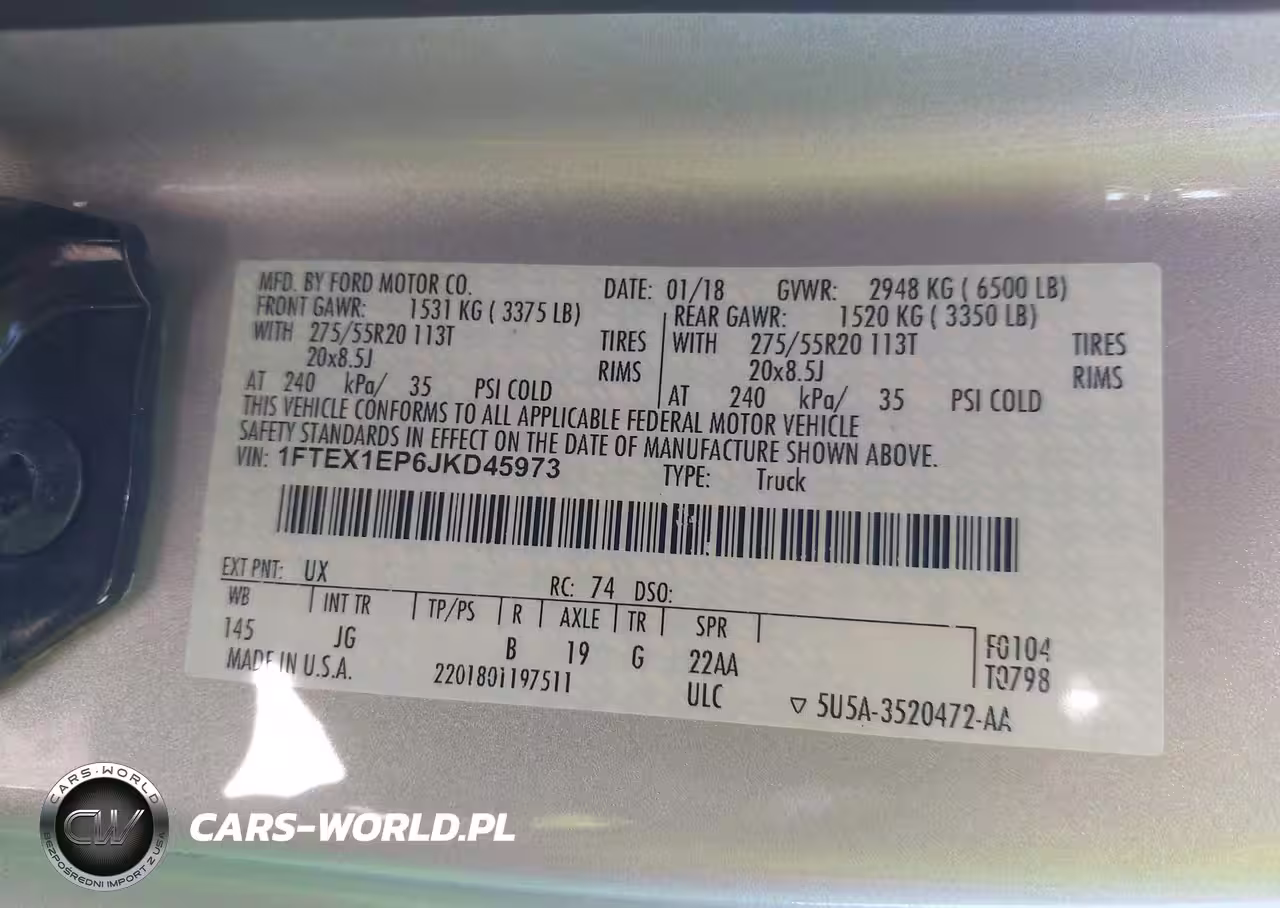 MFD. BY FORD MOTOR CO. DATE: 01/18 GVWR: 2948 KG ( 6500 LB)
FRONT GAWR: 1531 KG ( 3375 LB) REAR GAWR: 1520 KG ( 3350 LB)
WITH 275/55R20 113T TIRES WITH 275/55R20 113T TIRES
20x8.5J RIMS 20x8.5J RIMS
AT 240 kPa/ 35 PSI COLD AT 240 kPa/ 35 PSI COLD
THIS VEHICLE CONFORMS TO ALL APPLICABLE FEDERAL MOTOR VEHICLE
SAFETY STANDARDS IN EFFECT ON THE DATE OF MANUFACTURE SHOWN ABOVE.
VIN: 1FTEX1EP6JKD45973 TYPE: Truck
EXT PNT: UX RC: 74 DSO:
WB INT TR TP/PS R AXLE TR SPR
145 JG B 19 G 22AA F0104
MADE IN U.S.A. 2201801197511 ULC T0798
▽ 5U5A-3520472-AA
CARS-WORLD
CW
BEZPOŚREDNI IMPORT Z USA
CARS-WORLD.PL